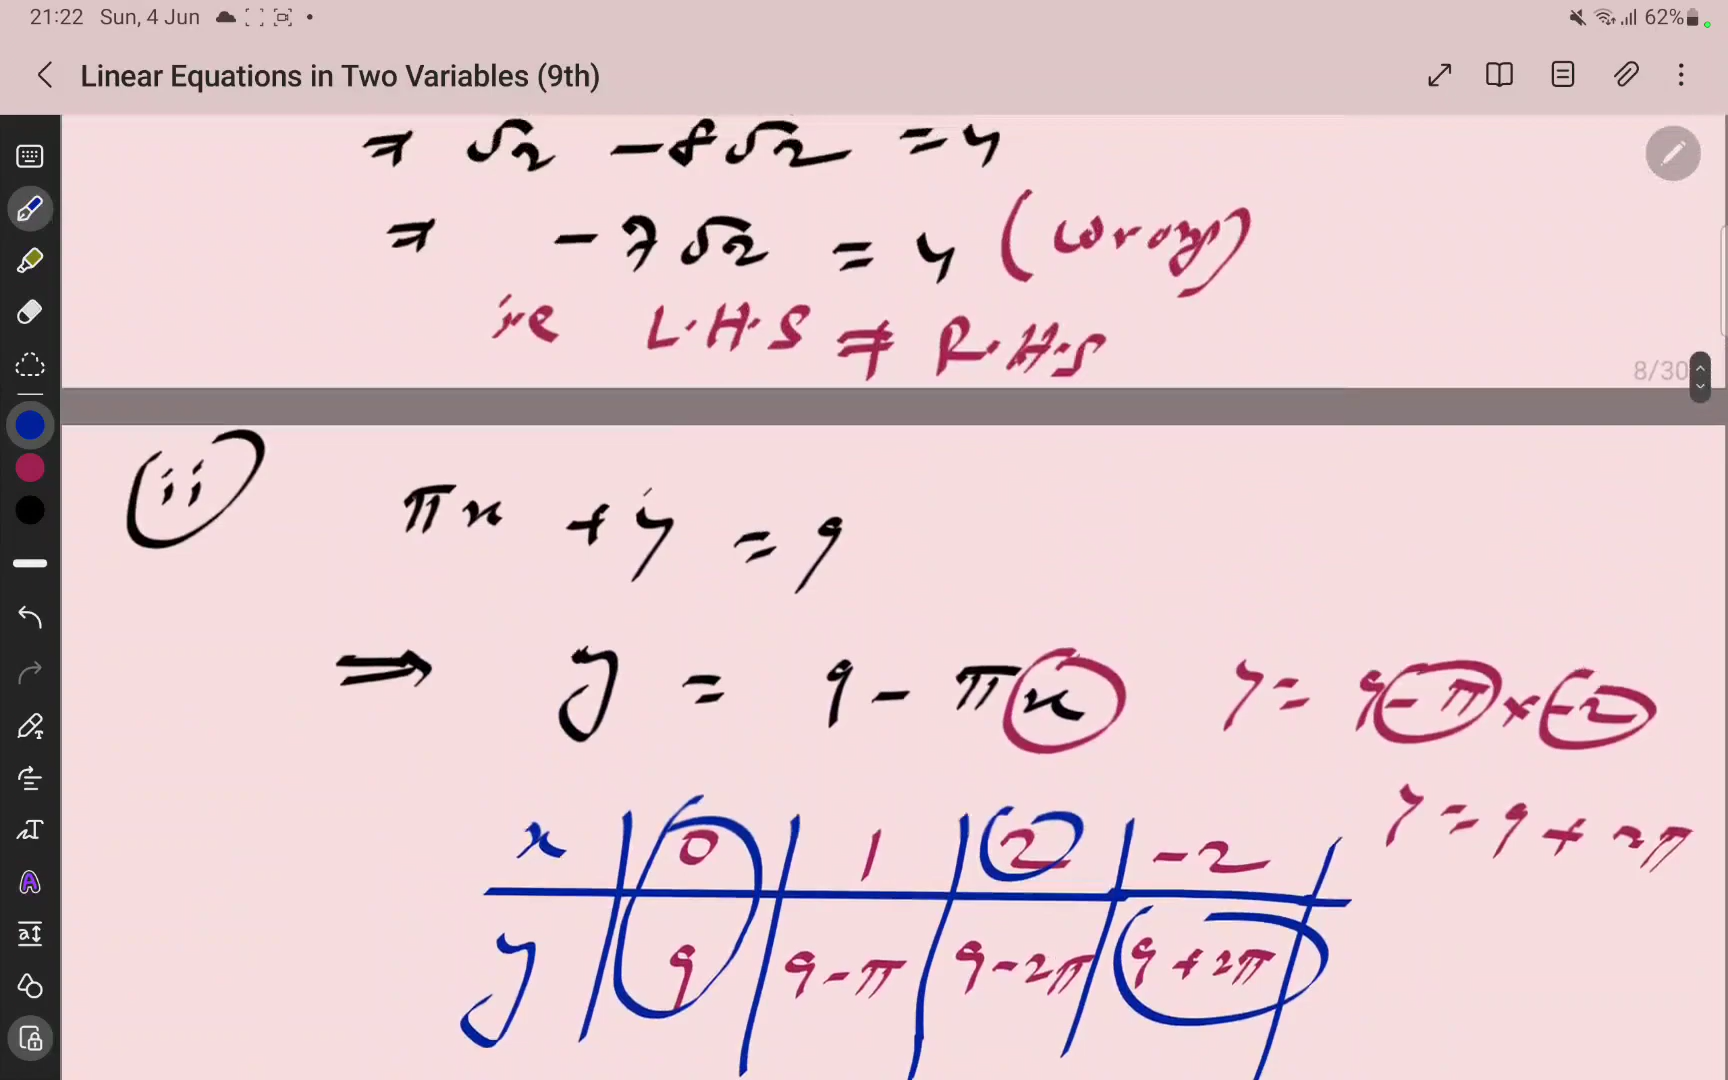 21:22 Sun, 4 Jun 62%
Linear Equations in Two Variables (9th)
⇒ √2 - 8√2 = 4
⇒ - 7√2 = 4 (wrong)
ie L.H.S ≠ R.H.S
8/30
(ii) πx + y = 9
⇒ y = 9 - πx y = 9 - π × -2
y = 9 + 2π
x | 0 | 1 | 2 | -2 |
y | 9 | 9-π | 9-2π | 9+2π |